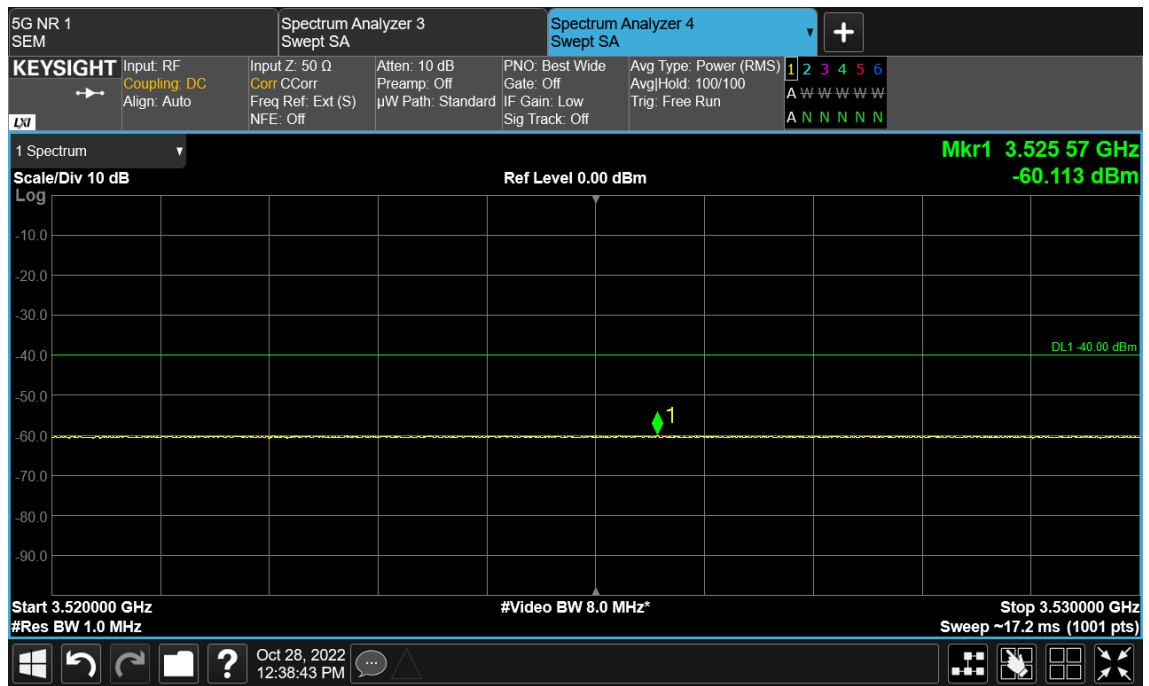 5G NR 1
SEM
Spectrum Analyzer 3
Swept SA
Spectrum Analyzer 4
Swept SA
KEYSIGHT
LXI
Input: RF
Coupling: DC
Align: Auto
Input Z: 50 Ω
Corr CCorr
Freq Ref: Ext (S)
NFE: Off
Atten: 10 dB
Preamp: Off
µW Path: Standard
PNO: Best Wide
Gate: Off
IF Gain: Low
Sig Track: Off
Avg Type: Power (RMS)
Avg|Hold: 100/100
Trig: Free Run
1 2 3 4 5 6
A W W W W W
A N N N N N
1 Spectrum
Scale/Div 10 dB
Log
Ref Level 0.00 dBm
Mkr1 3.525 57 GHz
-60.113 dBm
-10.0
-20.0
-30.0
-40.0
-50.0
-60.0
-70.0
-80.0
-90.0
DL1 -40.00 dBm
1
Start 3.520000 GHz
#Res BW 1.0 MHz
#Video BW 8.0 MHz*
Stop 3.530000 GHz
Sweep ~17.2 ms (1001 pts)
?
Oct 28, 2022
12:38:43 PM